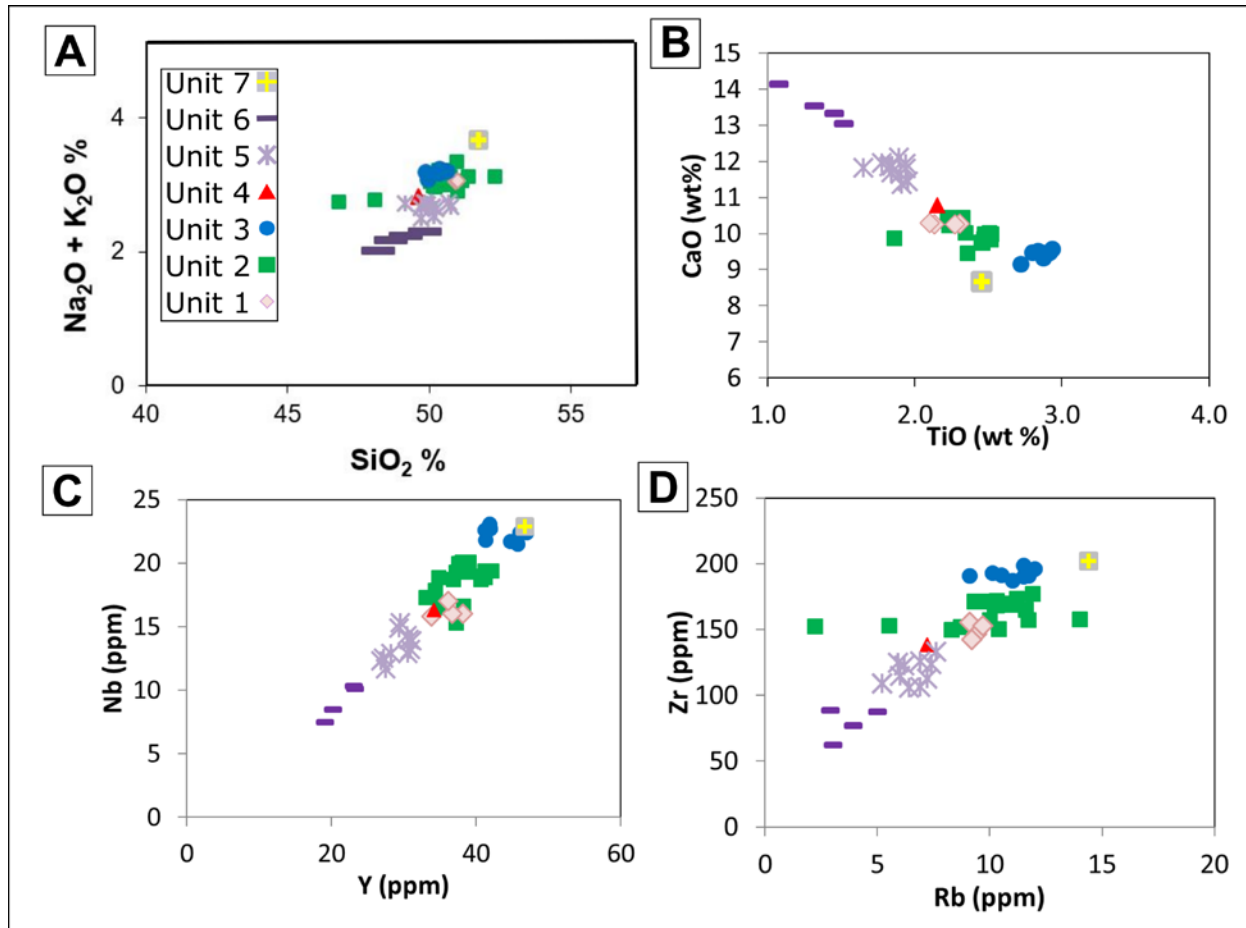 A
Unit 7
Unit 6
Unit 5
Unit 4
Unit 3
Unit 2
Unit 1
Na₂O + K₂O %
4
2
0
40
45
50
55
SiO₂ %
B
CaO (wt%)
15
14
13
12
11
10
9
8
7
6
1.0
2.0
3.0
4.0
TiO (wt %)
C
Nb (ppm)
25
20
15
10
5
0
0
20
40
60
Y (ppm)
D
Zr (ppm)
250
200
150
100
50
0
0
5
10
15
20
Rb (ppm)